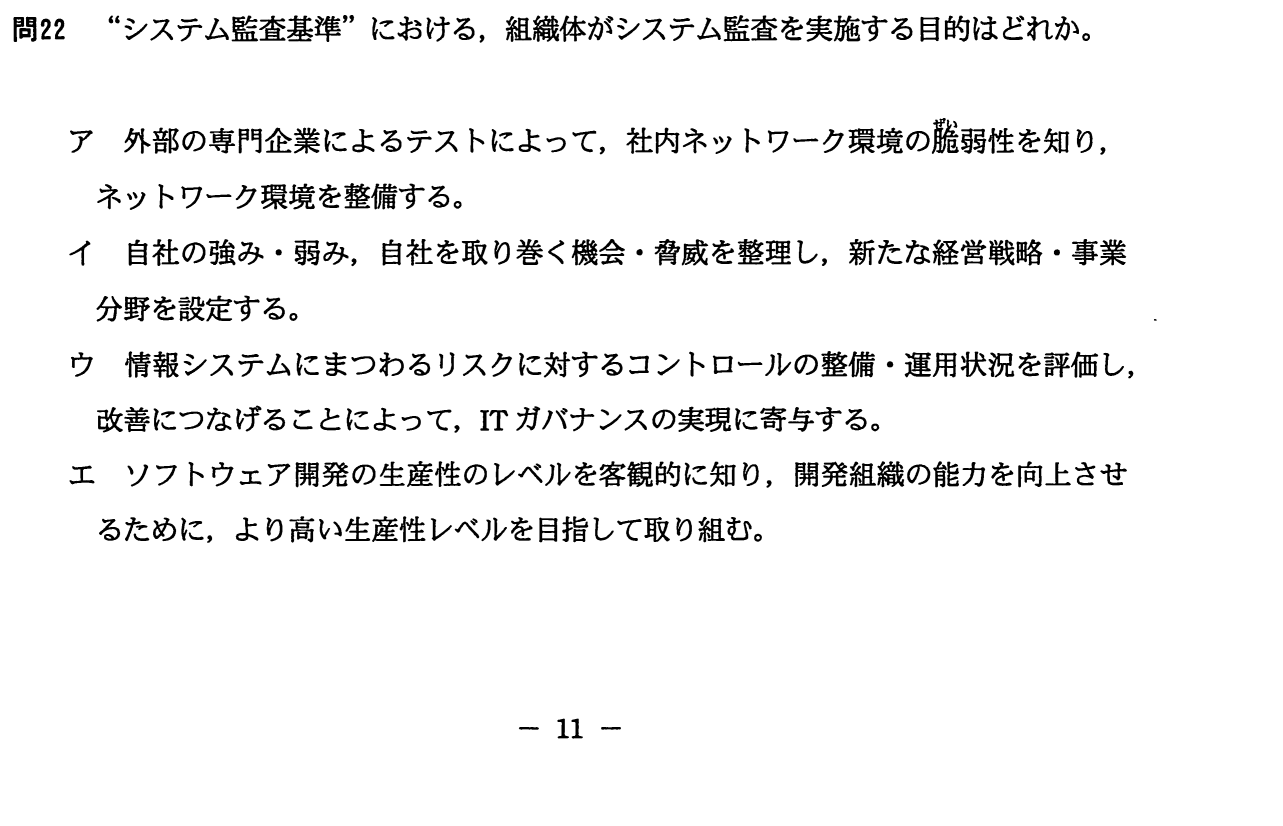 問22 “システム監査基準”における，組織体がシステム監査を実施する目的はどれか。
ア 外部の専門企業によるテストによって，社内ネットワーク環境の脆弱性を知り，
ぜい
ネットワーク環境を整備する。
イ 自社の強み・弱み，自社を取り巻く機会・脅威を整理し，新たな経営戦略・事業
分野を設定する。
ウ 情報システムにまつわるリスクに対するコントロールの整備・運用状況を評価し，
改善につなげることによって，IT ガバナンスの実現に寄与する。
エ ソフトウェア開発の生産性のレベルを客観的に知り，開発組織の能力を向上させ
るために，より高い生産性レベルを目指して取り組む。
－ 11 －